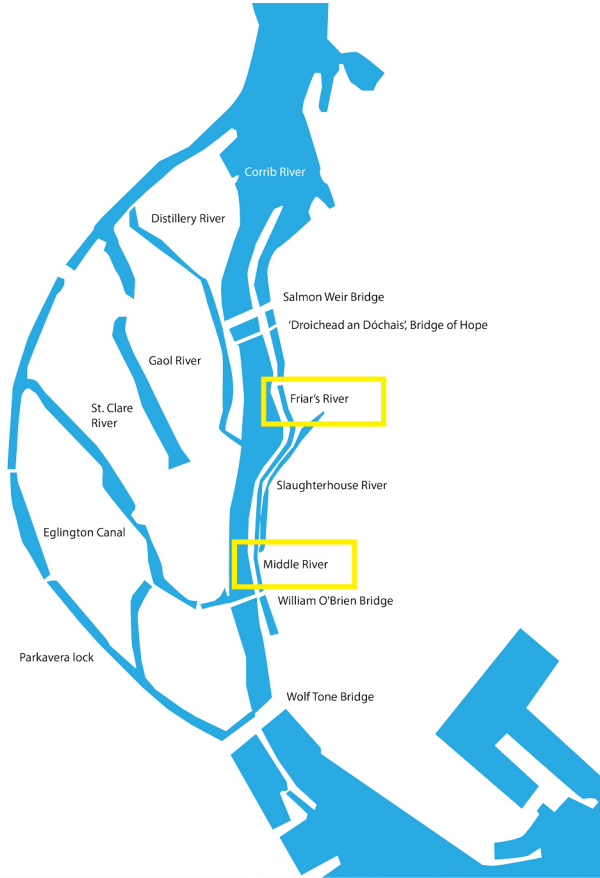 Corrib River
Distillery River
Salmon Weir Bridge
‘Droichead an Dóchais’, Bridge of Hope
Gaol River
Friar’s River
St. Clare
River
Slaughterhouse River
Eglington Canal
Middle River
William O'Brien Bridge
Parkavera lock
Wolf Tone Bridge